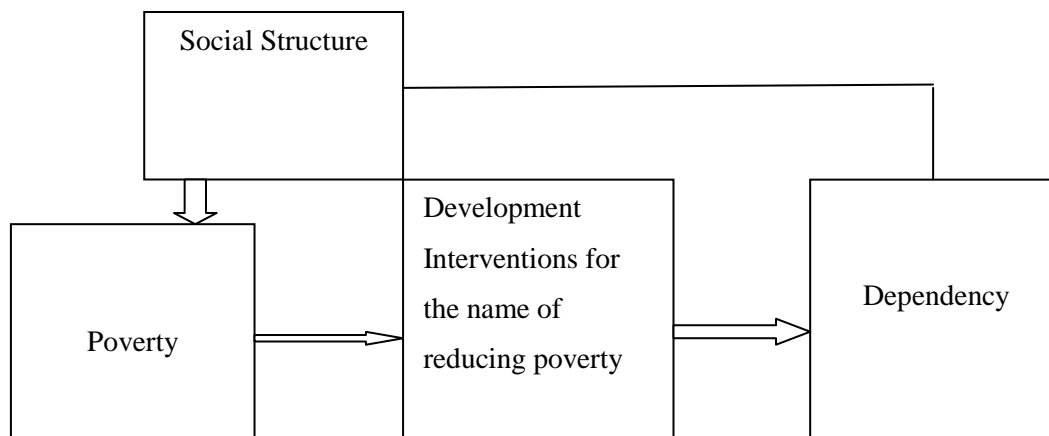 Social Structure
Poverty
Development
Interventions for
the name of
reducing poverty
Dependency